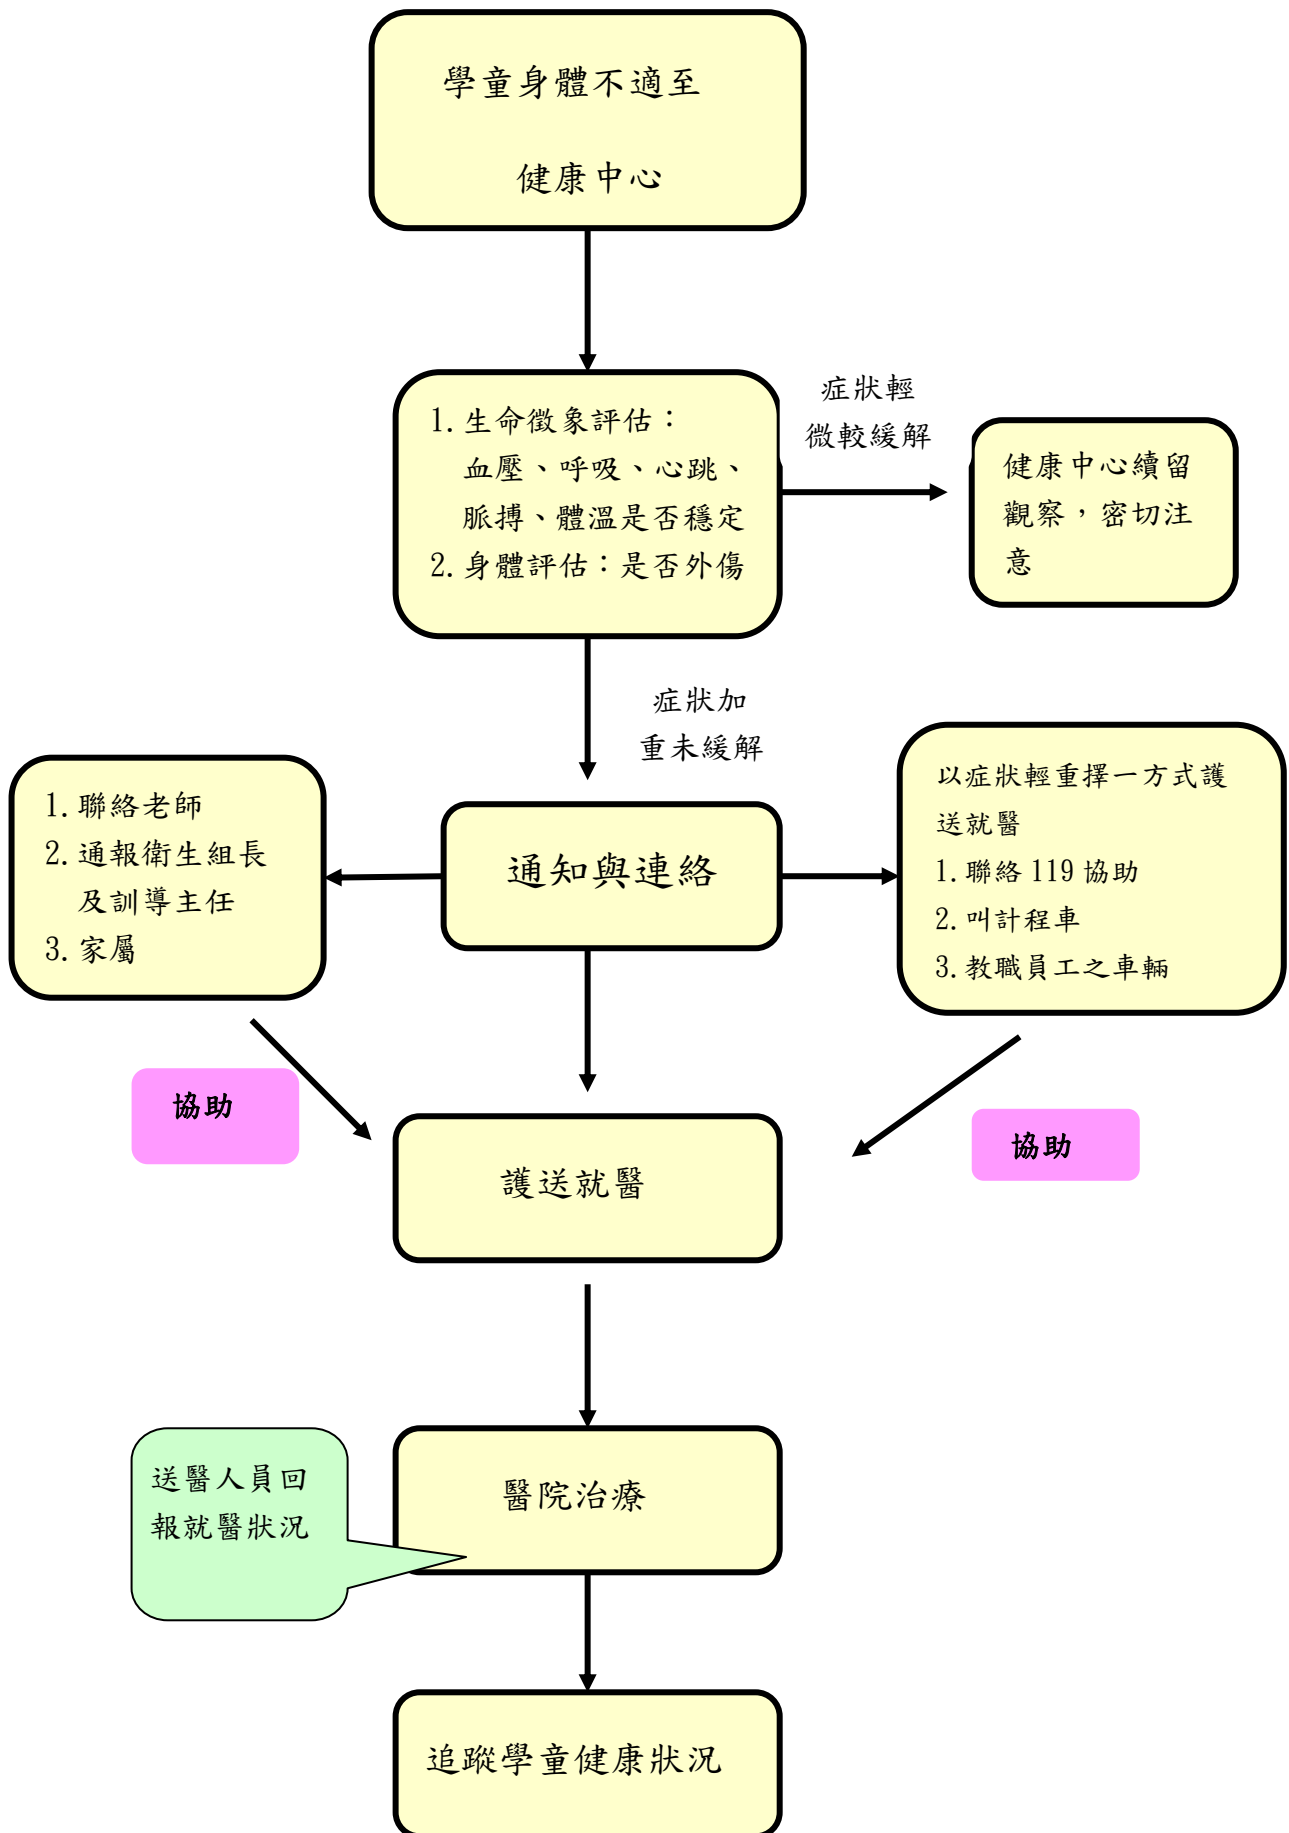 學童身體不適至
健康中心
1.生命徵象評估：
血壓、呼吸、心跳、
脈搏、體溫是否穩定
2.身體評估：是否外傷
症狀輕
微較緩解
健康中心續留
觀察，密切注
意
症狀加
重未緩解
1.聯絡老師
2.通報衛生組長
及訓導主任
3.家屬
通知與連絡
以症狀輕重擇一方式護
送就醫
1.聯絡119協助
2.叫計程車
3.教職員工之車輛
協助
護送就醫
協助
送醫人員回
報就醫狀況
醫院治療
追蹤學童健康狀況